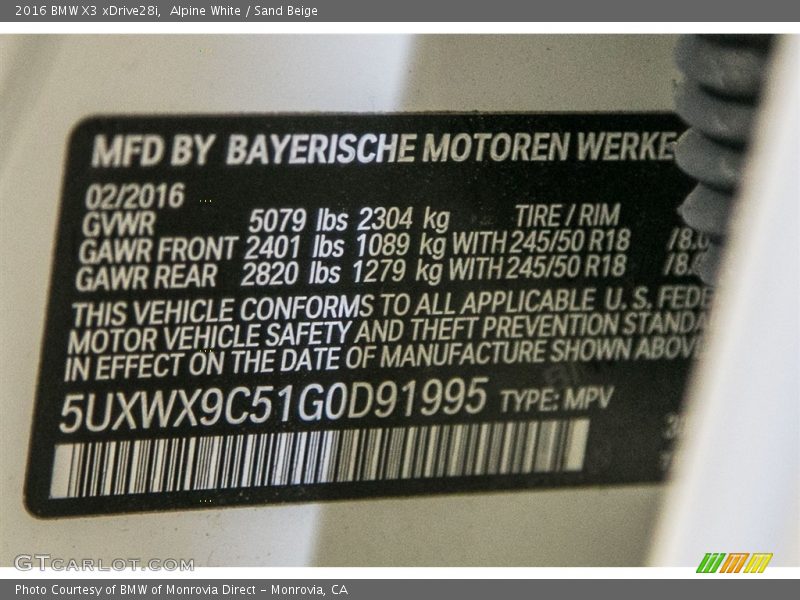 2016 BMW X3 xDrive28i, Alpine White / Sand Beige
MFD BY BAYERISCHE MOTOREN WERKE
02/2016
GVWR 5079 lbs 2304 kg TIRE / RIM
GAWR FRONT 2401 lbs 1089 kg WITH 245/50 R18 /8.0
GAWR REAR 2820 lbs 1279 kg WITH 245/50 R18 /8.
THIS VEHICLE CONFORMS TO ALL APPLICABLE U. S. FEDE
MOTOR VEHICLE SAFETY AND THEFT PREVENTION STANDA
IN EFFECT ON THE DATE OF MANUFACTURE SHOWN ABOVE
5UXWX9C51G0D91995 TYPE: MPV
GTCARLOT.COM
Photo Courtesy of BMW of Monrovia Direct - Monrovia, CA